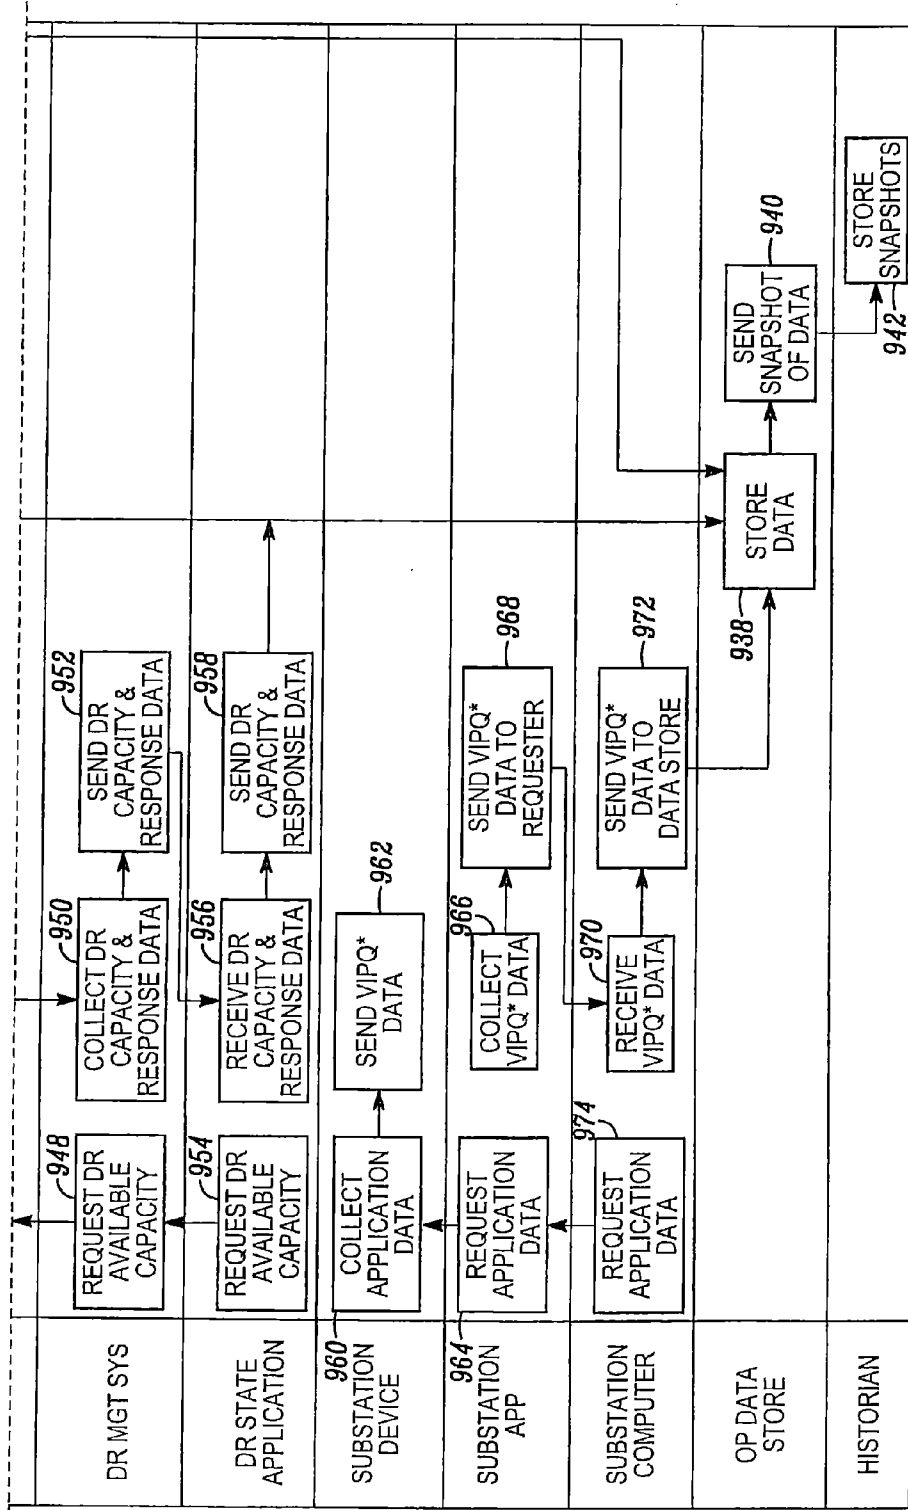 DR MGT SYS
948
REQUEST DR
AVAILABLE
CAPACITY
950
COLLECT DR
CAPACITY &
RESPONSE DATA
952
SEND DR
CAPACITY &
RESPONSE DATA
DR STATE
APPLICATION
954
REQUEST DR
AVAILABLE
CAPACITY
956
RECEIVE DR
CAPACITY &
RESPONSE DATA
958
SEND DR
CAPACITY &
RESPONSE DATA
SUBSTATION
DEVICE
960
COLLECT
APPLICATION
DATA
SEND VIPQ*
DATA
962
SUBSTATION
APP
964
REQUEST
APPLICATION
DATA
966
COLLECT
VIPQ* DATA
SEND VIPQ*
DATA TO
REQUESTER
968
SUBSTATION
COMPUTER
974
REQUEST
APPLICATION
DATA
970
RECEIVE
VIPQ* DATA
SEND VIPQ*
DATA TO
DATA STORE
972
OP DATA
STORE
938
STORE
DATA
SEND
SNAPSHOT
OF DATA
940
HISTORIAN
STORE
SNAPSHOTS
942